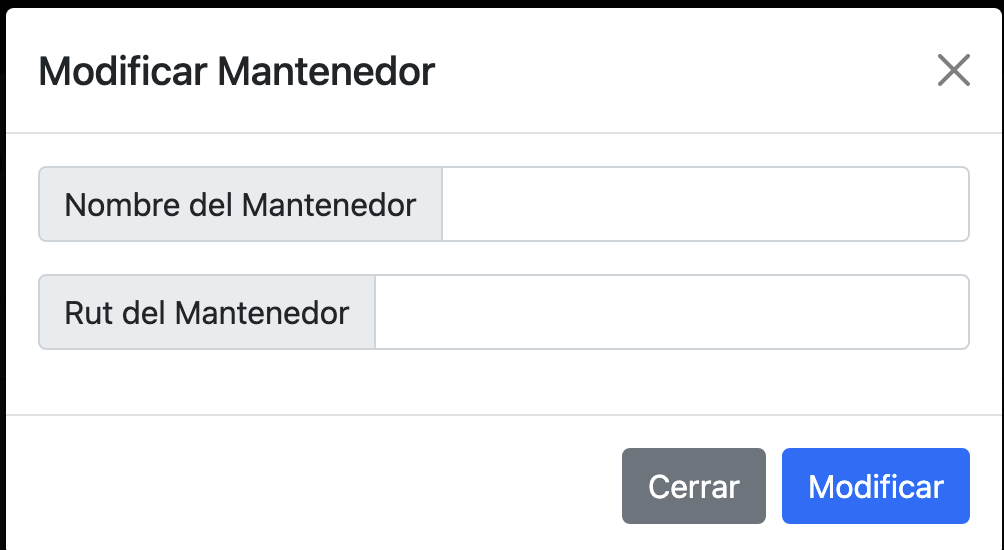 Modificar Mantenedor
Nombre del Mantenedor
Rut del Mantenedor
Cerrar
Modificar